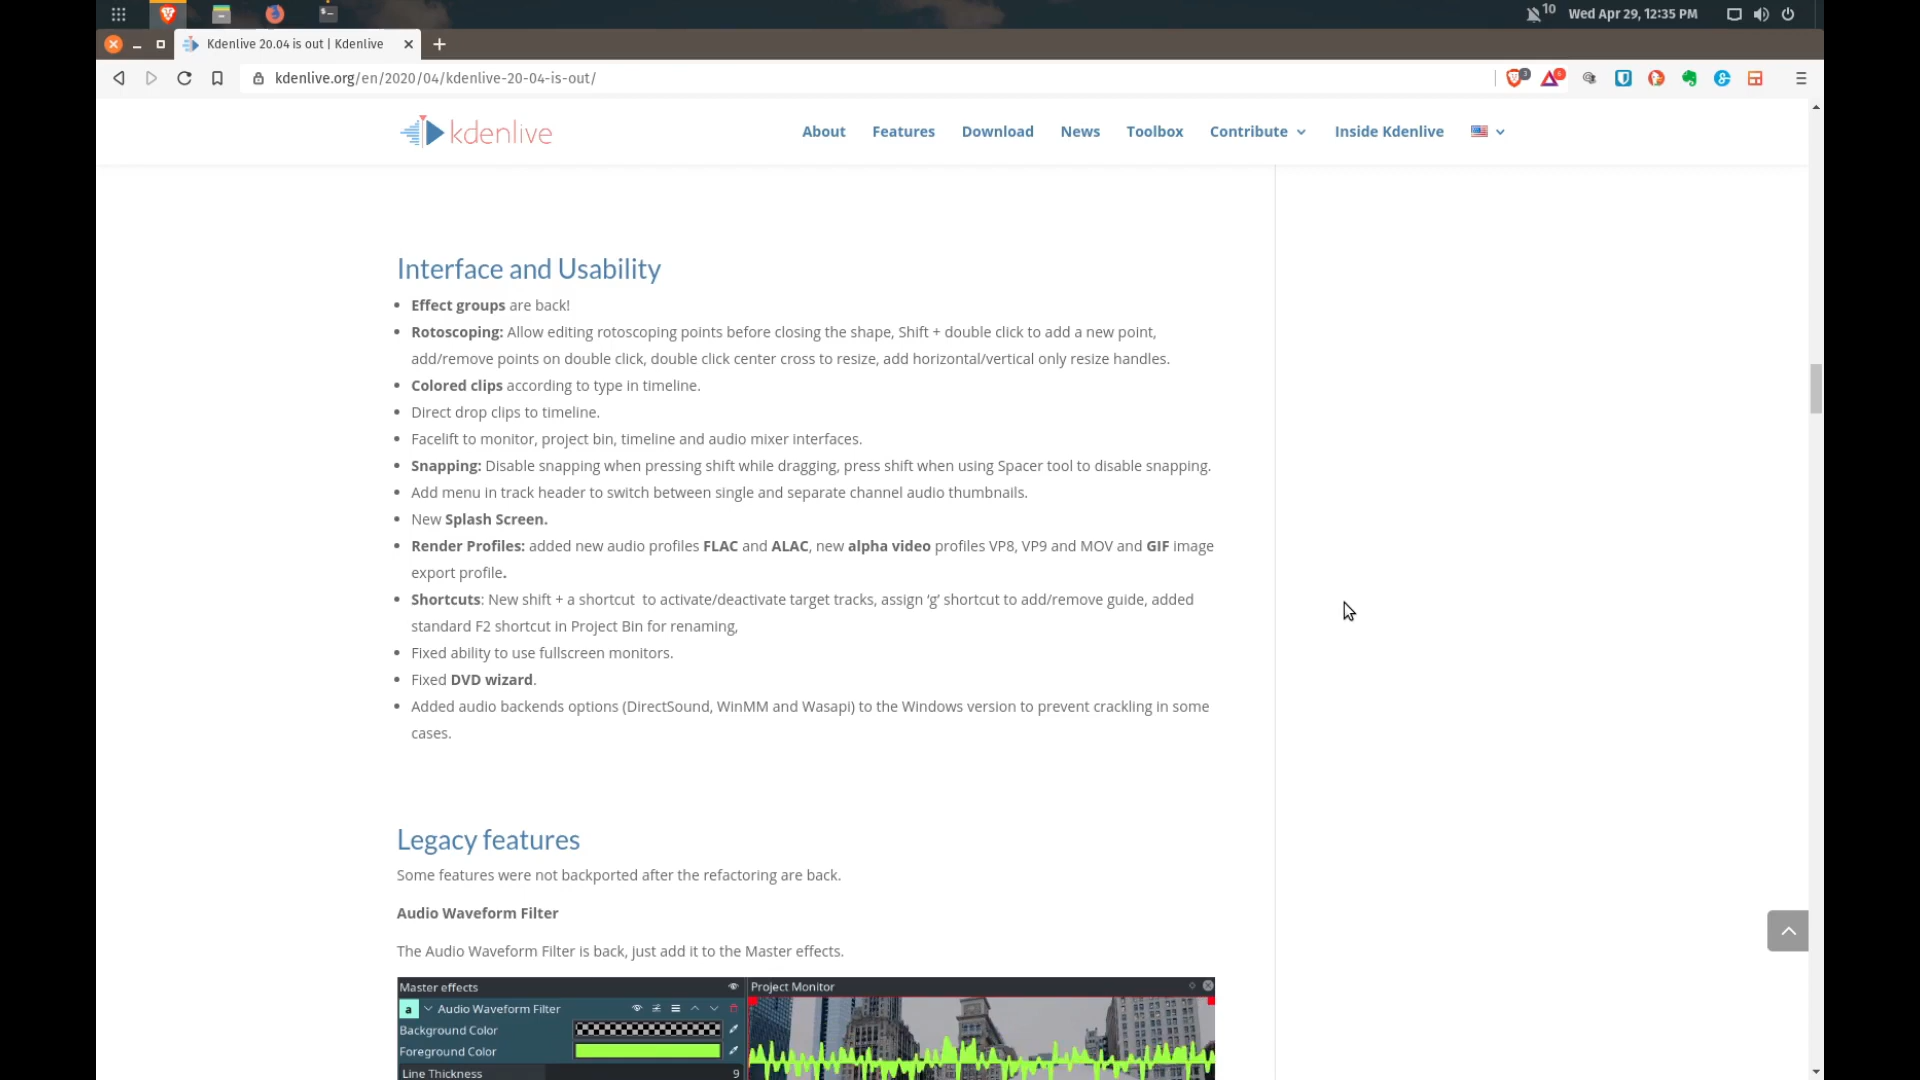 10 Wed Apr 29, 12:35 PM
Kdenlive 20.04 is out | Kdenlive
kdenlive.org/en/2020/04/kdenlive-20-04-is-out/
3 6
kdenlive About Features Download News Toolbox Contribute Inside Kdenlive
Interface and Usability
• Effect groups are back!
• Rotoscoping: Allow editing rotoscoping points before closing the shape, Shift + double click to add a new point,
add/remove points on double click, double click center cross to resize, add horizontal/vertical only resize handles.
• Colored clips according to type in timeline.
• Direct drop clips to timeline.
• Facelift to monitor, project bin, timeline and audio mixer interfaces.
• Snapping: Disable snapping when pressing shift while dragging, press shift when using Spacer tool to disable snapping.
• Add menu in track header to switch between single and separate channel audio thumbnails.
• New Splash Screen.
• Render Profiles: added new audio profiles FLAC and ALAC, new alpha video profiles VP8, VP9 and MOV and GIF image
export profile.
• Shortcuts: New shift + a shortcut  to activate/deactivate target tracks, assign ‘g’ shortcut to add/remove guide, added
standard F2 shortcut in Project Bin for renaming,
• Fixed ability to use fullscreen monitors.
• Fixed DVD wizard.
• Added audio backends options (DirectSound, WinMM and Wasapi) to the Windows version to prevent crackling in some
cases.
Legacy features
Some features were not backported after the refactoring are back.
Audio Waveform Filter
The Audio Waveform Filter is back, just add it to the Master effects.
Master effects Project Monitor
a Audio Waveform Filter
Background Color
Foreground Color
Line Thickness 9